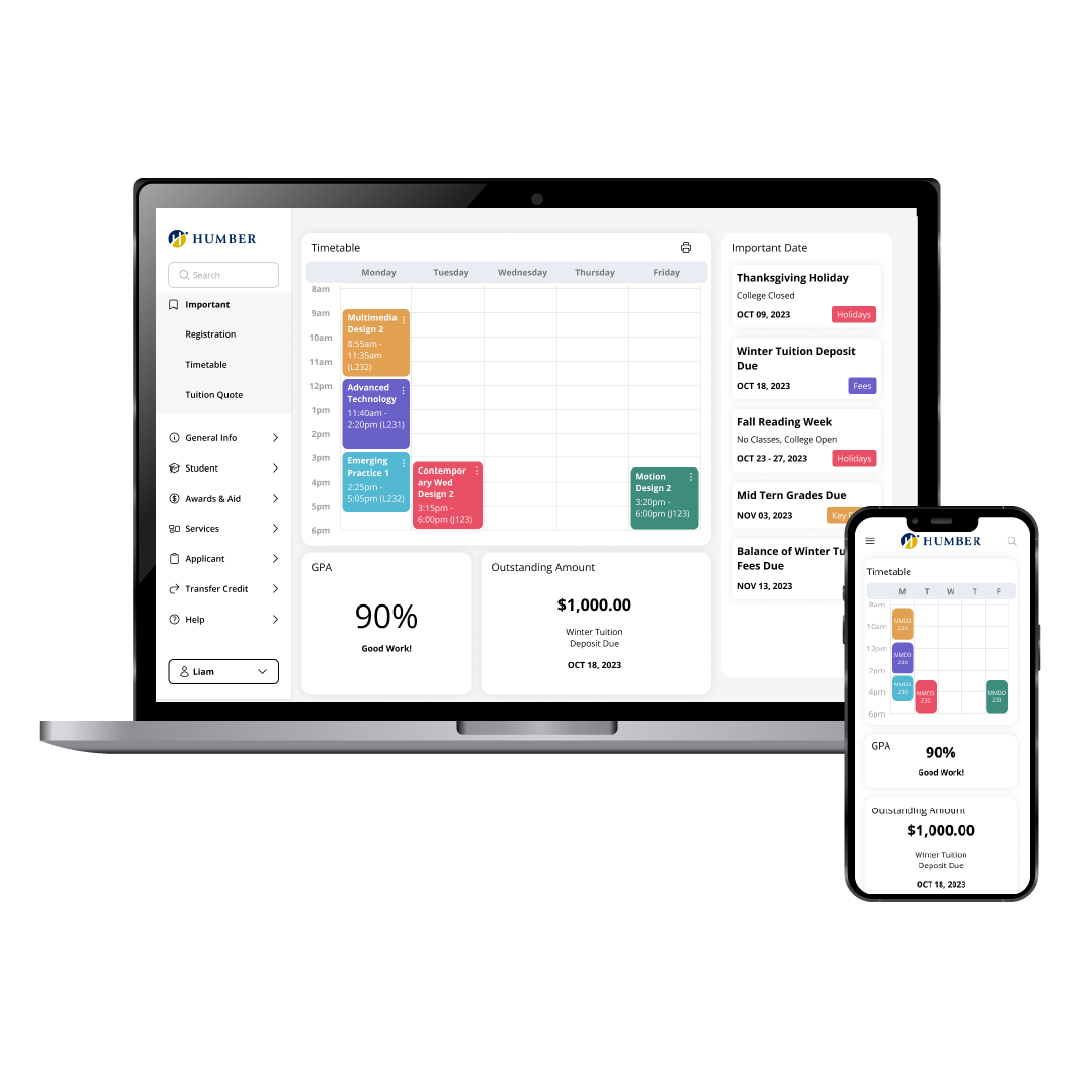 HUMBER
Search
Important
Registration
Timetable
Tuition Quote
General Info
Student
Awards & Aid
Services
Applicant
Transfer Credit
Help
Liam
Timetable
Monday Tuesday Wednesday Thursday Friday
8am
9am
10am
11am
12pm
1pm
2pm
3pm
4pm
5pm
6pm
Multimedia
Design 2
8:55am -
11:35am
(L232)
Advanced
Technology
11:40am -
2:20pm (L231)
Emerging
Practice 1
2:25pm -
5:05pm (L232)
Contempor
ary Wed
Design 2
3:15pm -
6:00pm (J123)
Motion
Design 2
3:20pm -
6:00pm (J123)
GPA
90%
Good Work!
Outstanding Amount
$1,000.00
Winter Tuition
Deposit Due
OCT 18, 2023
Important Date
Thanksgiving Holiday
College Closed
OCT 09, 2023 Holidays
Winter Tuition Deposit
Due
OCT 18, 2023 Fees
Fall Reading Week
No Classes, College Open
OCT 23 - 27, 2023 Holidays
Mid Tern Grades Due
NOV 03, 2023 Key
Balance of Winter Tu
Fees Due
NOV 13, 2023
HUMBER
Timetable
M T W T F
8am
10am
12pm
2pm
4pm
6pm
NMDD
230
NMDD
230
NMDD
230
NMDD
230
MMDD
230
GPA
90%
Good Work!
Outstanding Amount
$1,000.00
Winter Tuition
Deposit Due
OCT 18, 2023